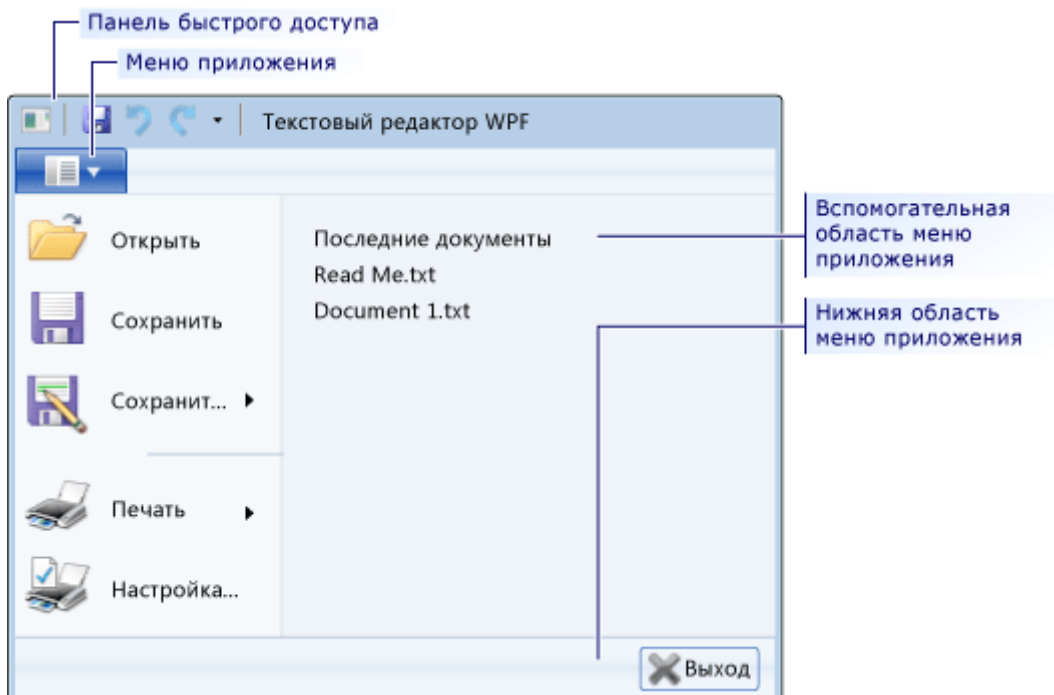 Панель быстрого доступа
Меню приложения
Текстовый редактор WPF
Открыть
Сохранить
Сохранит...
Печать
Настройка...
Последние документы
Read Me.txt
Document 1.txt
Вспомогательная
область меню
приложения
Нижняя область
меню приложения
Выход